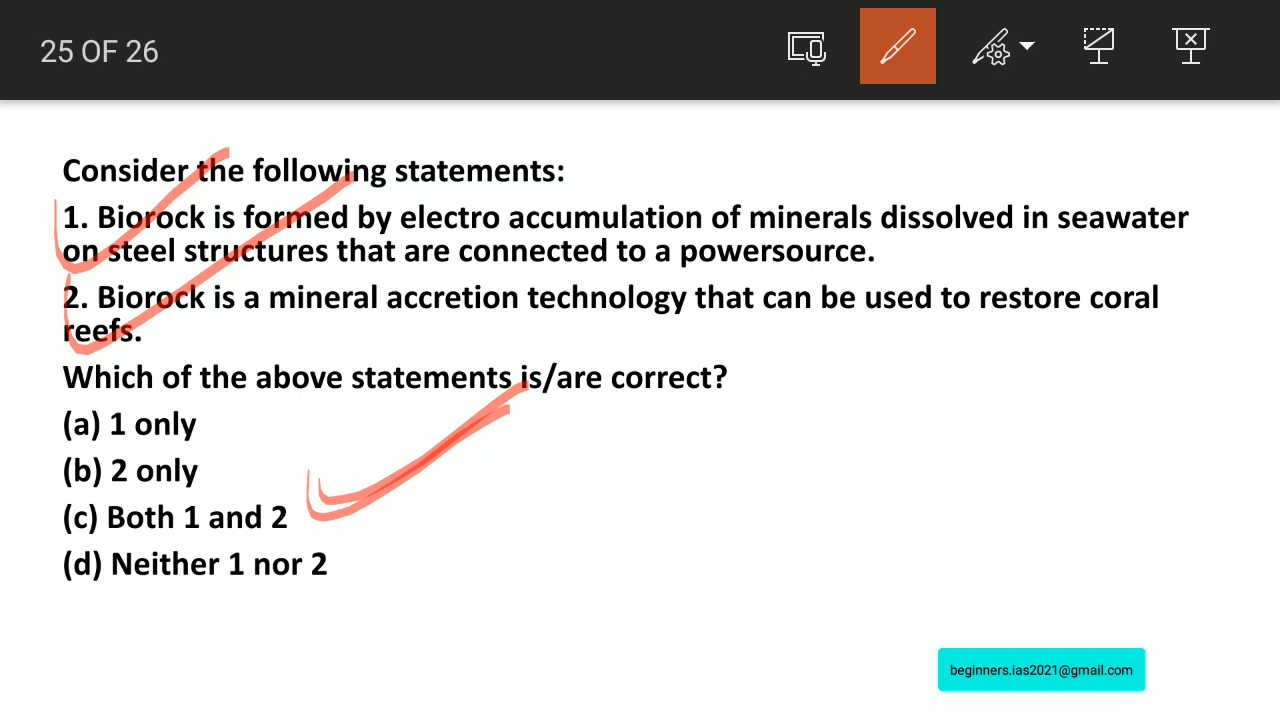 25 OF 26
Consider the following statements:
1. Biorock is formed by electro accumulation of minerals dissolved in seawater
on steel structures that are connected to a powersource.
2. Biorock is a mineral accretion technology that can be used to restore coral
reefs.
Which of the above statements is/are correct?
(a) 1 only
(b) 2 only
(c) Both 1 and 2
(d) Neither 1 nor 2
beginners.ias2021@gmail.com